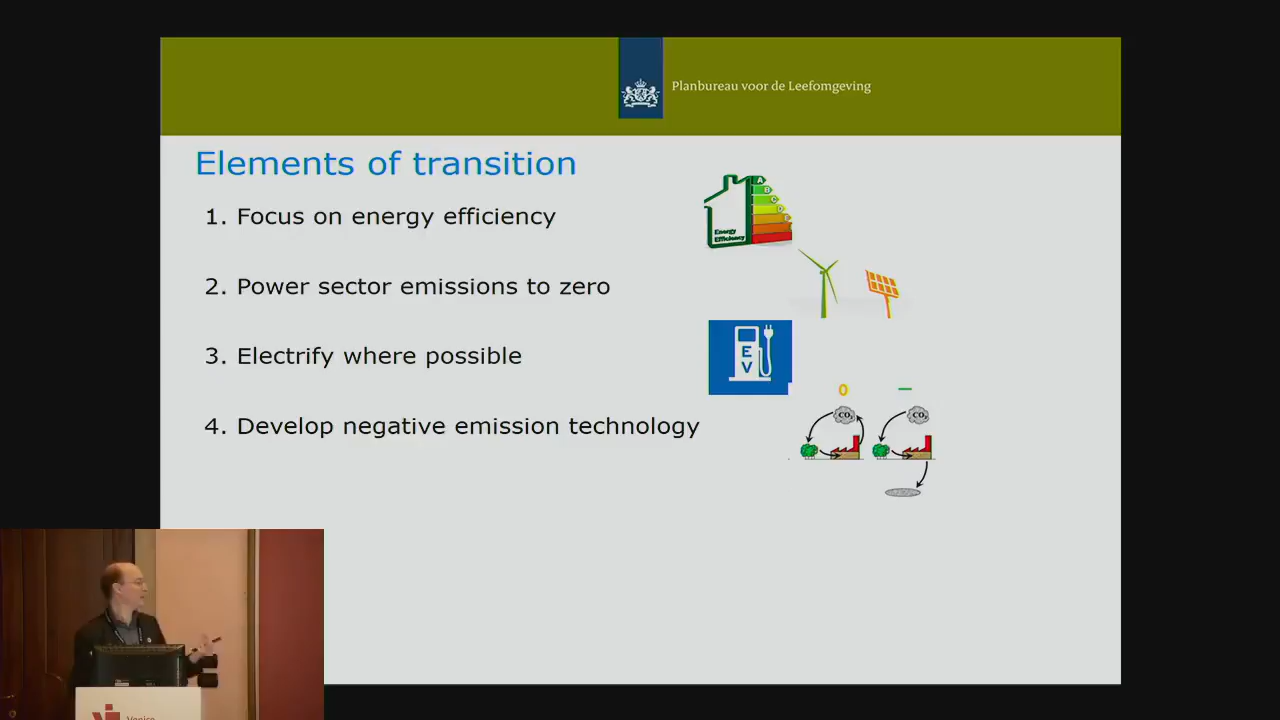 Planbureau voor de Leefomgeving
Elements of transition
1. Focus on energy efficiency
A
B
C
D
Energy
Efficiency
2. Power sector emissions to zero
3. Electrify where possible
E
V
0
–
4. Develop negative emission technology
CO₂
CO₂
Venice